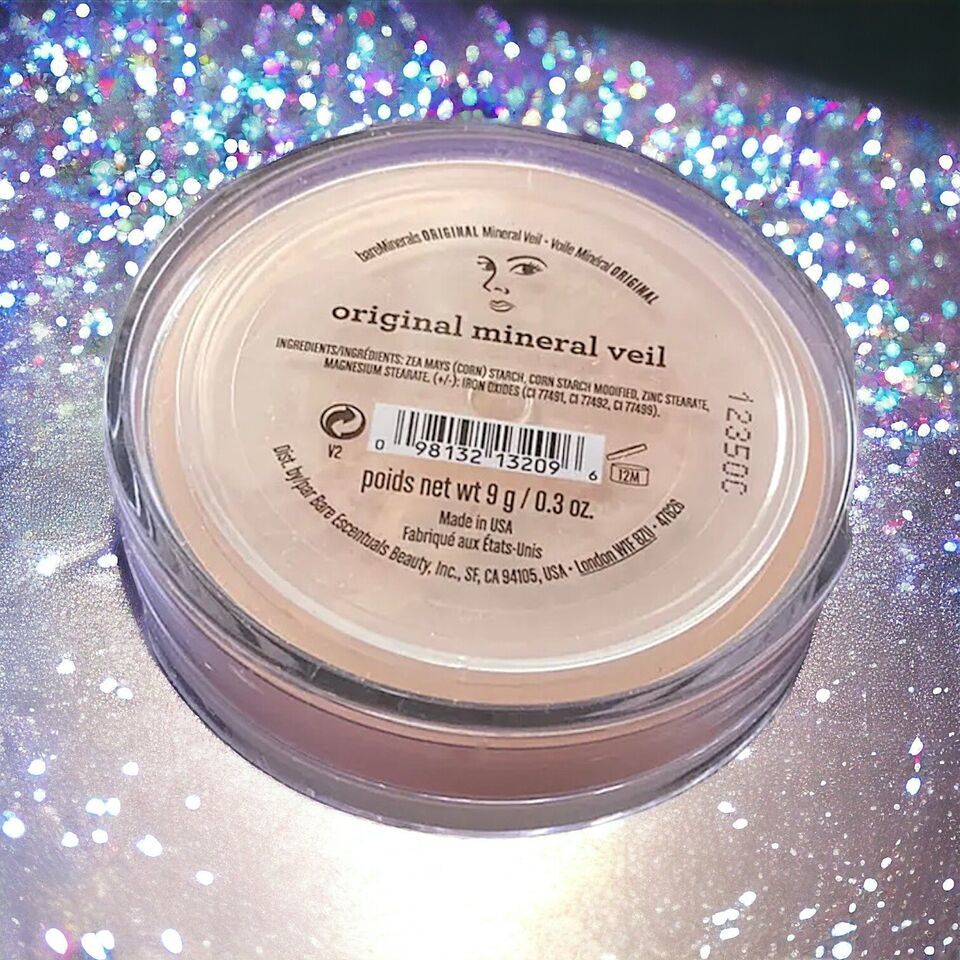 bareMinerals ORIGINAL Mineral Veil • Voile Minéral ORIGINAL
original mineral veil
INGREDIENTS/INGRÉDIENTS: ZEA MAYS (CORN) STARCH, CORN STARCH MODIFIED, ZINC STEARATE,
MAGNESIUM STEARATE. (+/-): IRON OXIDES (CI 77491, CI 77492, CI 77499).
12350C
V2
0 98132 13209 6
12M
poids net wt 9 g / 0.3 oz.
Made in USA
Fabriqué aux États-Unis
Dist. by/par Bare Escentuals Beauty, Inc., SF, CA 94105, USA • London W1F 8ZU • 47626